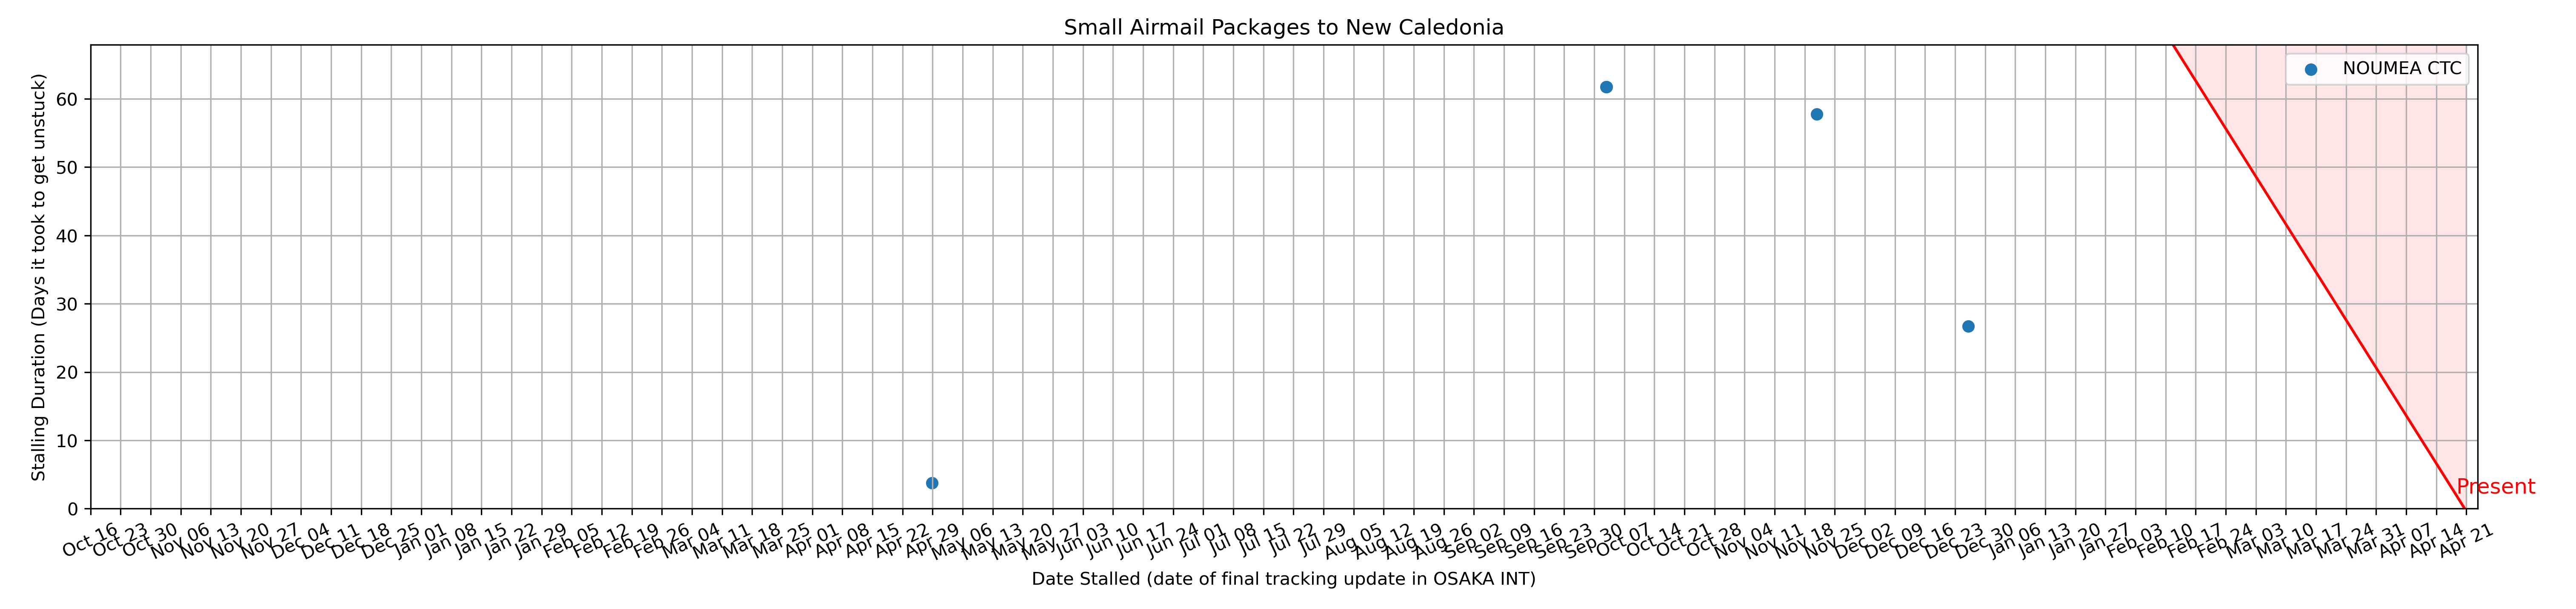 Small Airmail Packages to New Caledonia
NOUMEA CTC
Stalling Duration (Days it took to get unstuck)
60
50
40
30
20
10
0
Present
Oct 16 Oct 23 Oct 30 Nov 06 Nov 13 Nov 20 Nov 27 Dec 04 Dec 11 Dec 18 Dec 25 Jan 01 Jan 08 Jan 15 Jan 22 Jan 29 Feb 05 Feb 12 Feb 19 Feb 26 Mar 04 Mar 11 Mar 18 Mar 25 Apr 01 Apr 08 Apr 15 Apr 22 Apr 29 May 06 May 13 May 20 May 27 Jun 03 Jun 10 Jun 17 Jun 24 Jul 01 Jul 08 Jul 15 Jul 22 Jul 29 Aug 05 Aug 12 Aug 19 Aug 26 Sep 02 Sep 09 Sep 16 Sep 23 Sep 30 Oct 07 Oct 14 Oct 21 Oct 28 Nov 04 Nov 11 Nov 18 Nov 25 Dec 02 Dec 09 Dec 16 Dec 23 Dec 30 Jan 06 Jan 13 Jan 20 Jan 27 Feb 03 Feb 10 Feb 17 Feb 24 Mar 03 Mar 10 Mar 17 Mar 24 Mar 31 Apr 07 Apr 14 Apr 21
Date Stalled (date of final tracking update in OSAKA INT)